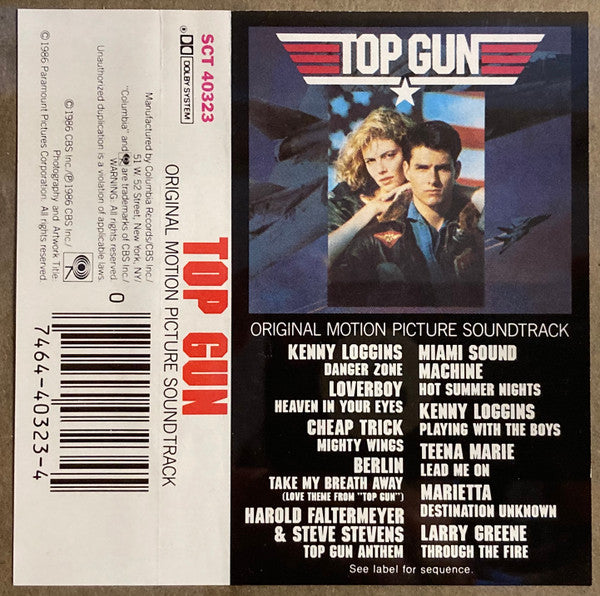 SCT 40323
DOLBY SYSTEM
Manufactured by Columbia Records/CBS Inc/
51 W. 52 Street, New York, NY/
"Columbia" and are trademarks of CBS Inc/
WARNING: All rights reserved.
Unauthorized duplication is a violation of applicable laws.
© 1986 CBS Inc./℗ 1986 CBS Inc./
Photography and Artwork Title:
© 1986 Paramount Pictures Corporation. All rights reserved.
ORIGINAL MOTION PICTURE SOUNDTRACK
TOP GUN
0
7464-40323-4
TOP GUN
ORIGINAL MOTION PICTURE SOUNDTRACK
KENNY LOGGINS
DANGER ZONE
LOVERBOY
HEAVEN IN YOUR EYES
CHEAP TRICK
MIGHTY WINGS
BERLIN
TAKE MY BREATH AWAY
(LOVE THEME FROM "TOP GUN")
HAROLD FALTERMEYER
& STEVE STEVENS
TOP GUN ANTHEM
MIAMI SOUND
MACHINE
HOT SUMMER NIGHTS
KENNY LOGGINS
PLAYING WITH THE BOYS
TEENA MARIE
LEAD ME ON
MARIETTA
DESTINATION UNKNOWN
LARRY GREENE
THROUGH THE FIRE
See label for sequence.